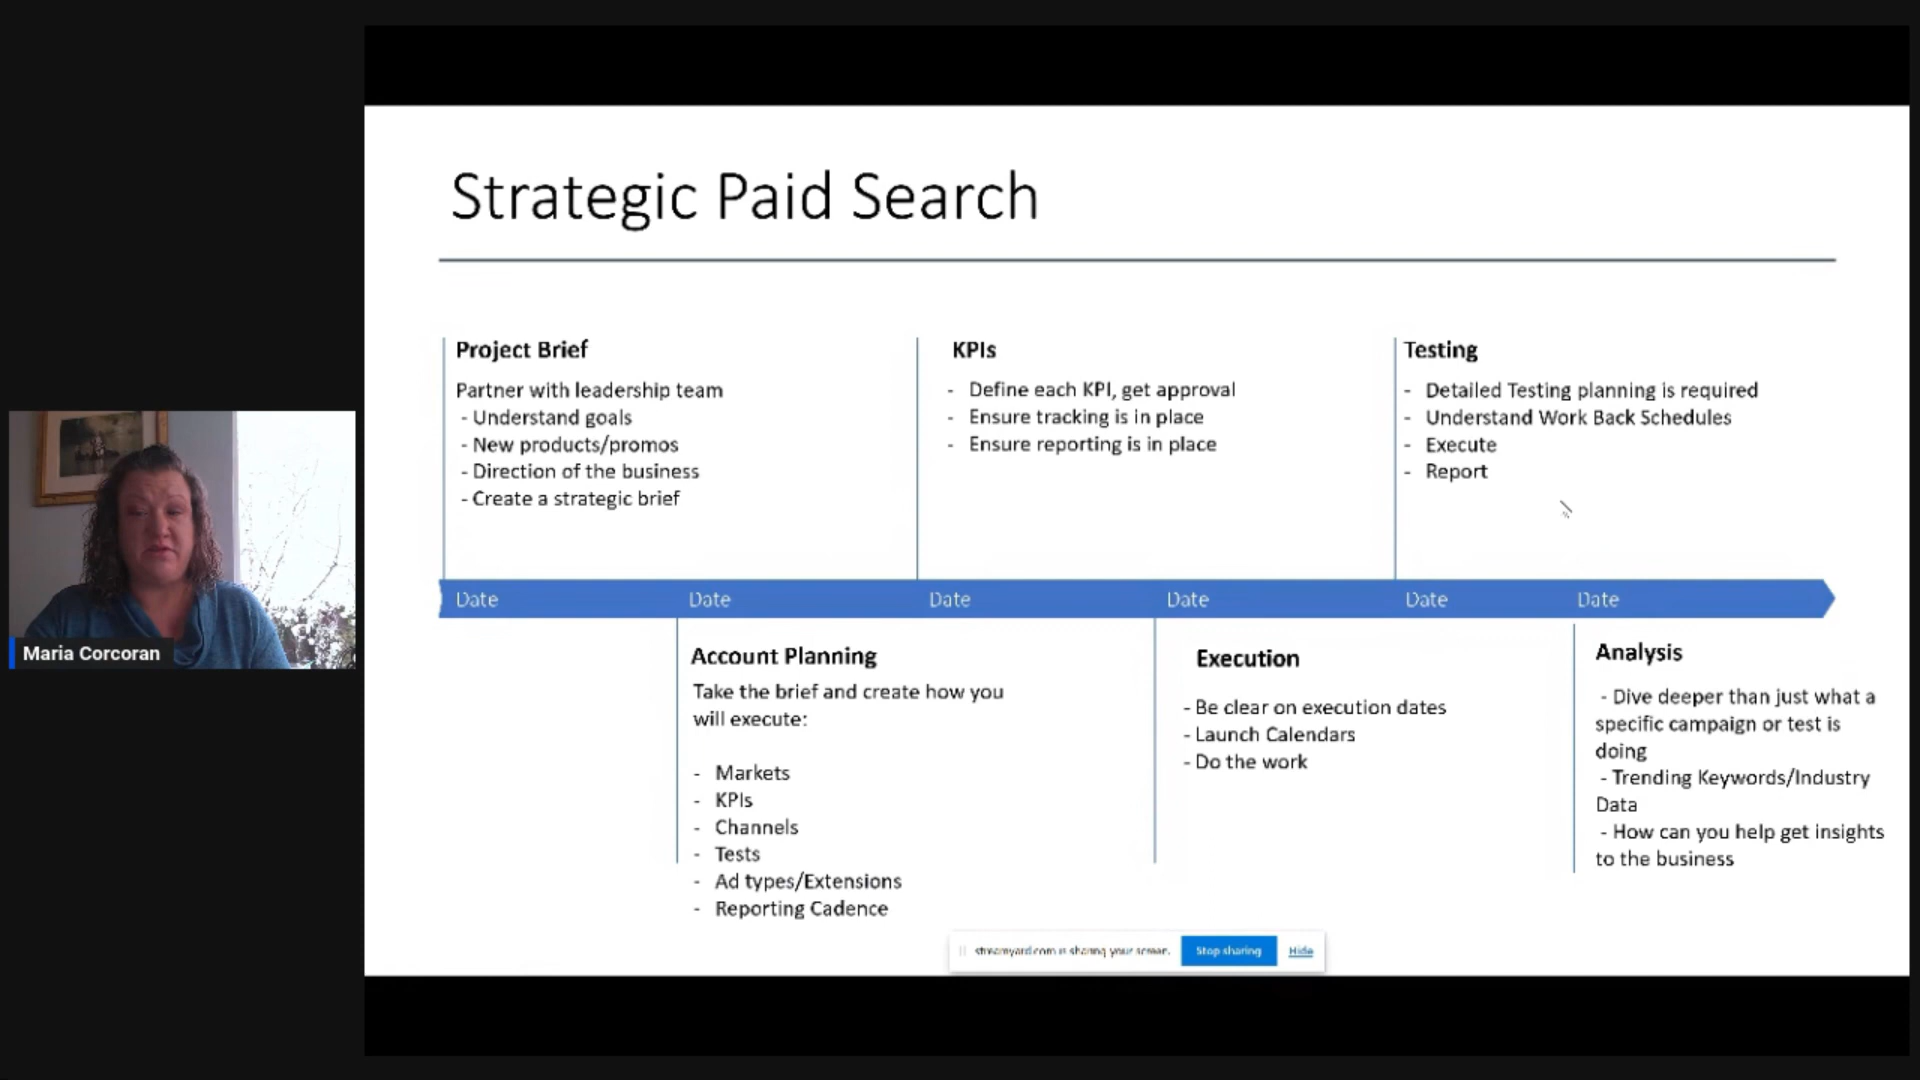 Strategic Paid Search
Project Brief
Partner with leadership team
- Understand goals
- New products/promos
- Direction of the business
- Create a strategic brief
KPIs
- Define each KPI, get approval
- Ensure tracking is in place
- Ensure reporting is in place
Testing
- Detailed Testing planning is required
- Understand Work Back Schedules
- Execute
- Report
Date Date Date Date Date Date
Account Planning
Take the brief and create how you
will execute:
- Markets
- KPIs
- Channels
- Tests
- Ad types/Extensions
- Reporting Cadence
Execution
- Be clear on execution dates
- Launch Calendars
- Do the work
Analysis
- Dive deeper than just what a
specific campaign or test is
doing
- Trending Keywords/Industry
Data
- How can you help get insights
to the business
Maria Corcoran
streamyard.com is sharing your screen.
Stop sharing
Hide